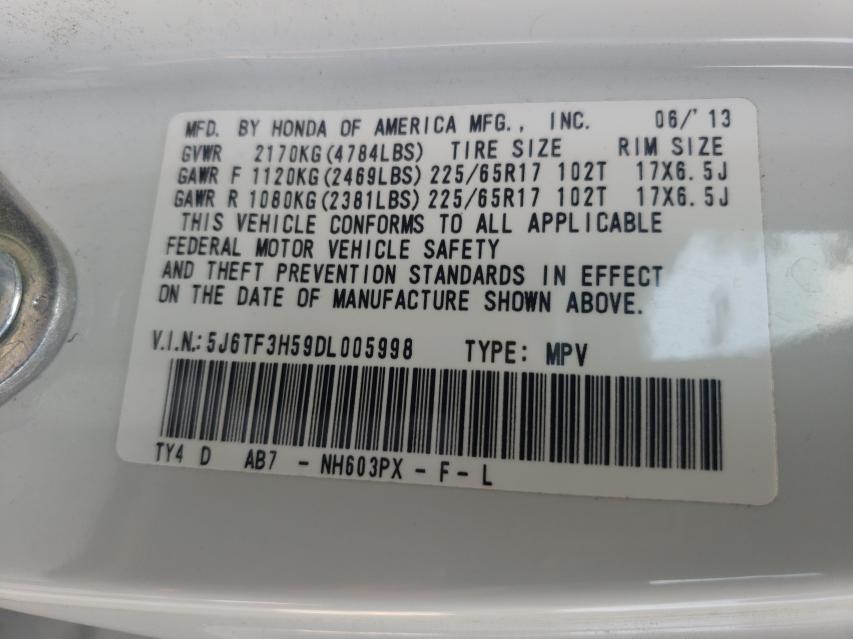 MFD. BY HONDA OF AMERICA MFG., INC. 06/'13
GVWR 2170KG(4784LBS) TIRE SIZE RIM SIZE
GAWR F 1120KG(2469LBS) 225/65R17 102T 17X6.5J
GAWR R 1080KG(2381LBS) 225/65R17 102T 17X6.5J
THIS VEHICLE CONFORMS TO ALL APPLICABLE
FEDERAL MOTOR VEHICLE SAFETY
AND THEFT PREVENTION STANDARDS IN EFFECT
ON THE DATE OF MANUFACTURE SHOWN ABOVE.
V.I.N.: 5J6TF3H59DL005998 TYPE: MPV
TY4 D AB7 - NH603PX - F - L